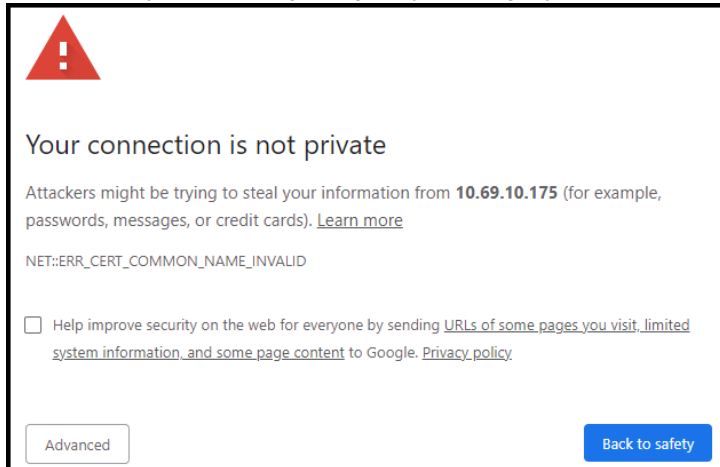 Your connection is not private
Attackers might be trying to steal your information from 10.69.10.175 (for example,
passwords, messages, or credit cards). Learn more
NET::ERR_CERT_COMMON_NAME_INVALID
Help improve security on the web for everyone by sending URLs of some pages you visit, limited
system information, and some page content to Google. Privacy policy
Advanced
Back to safety